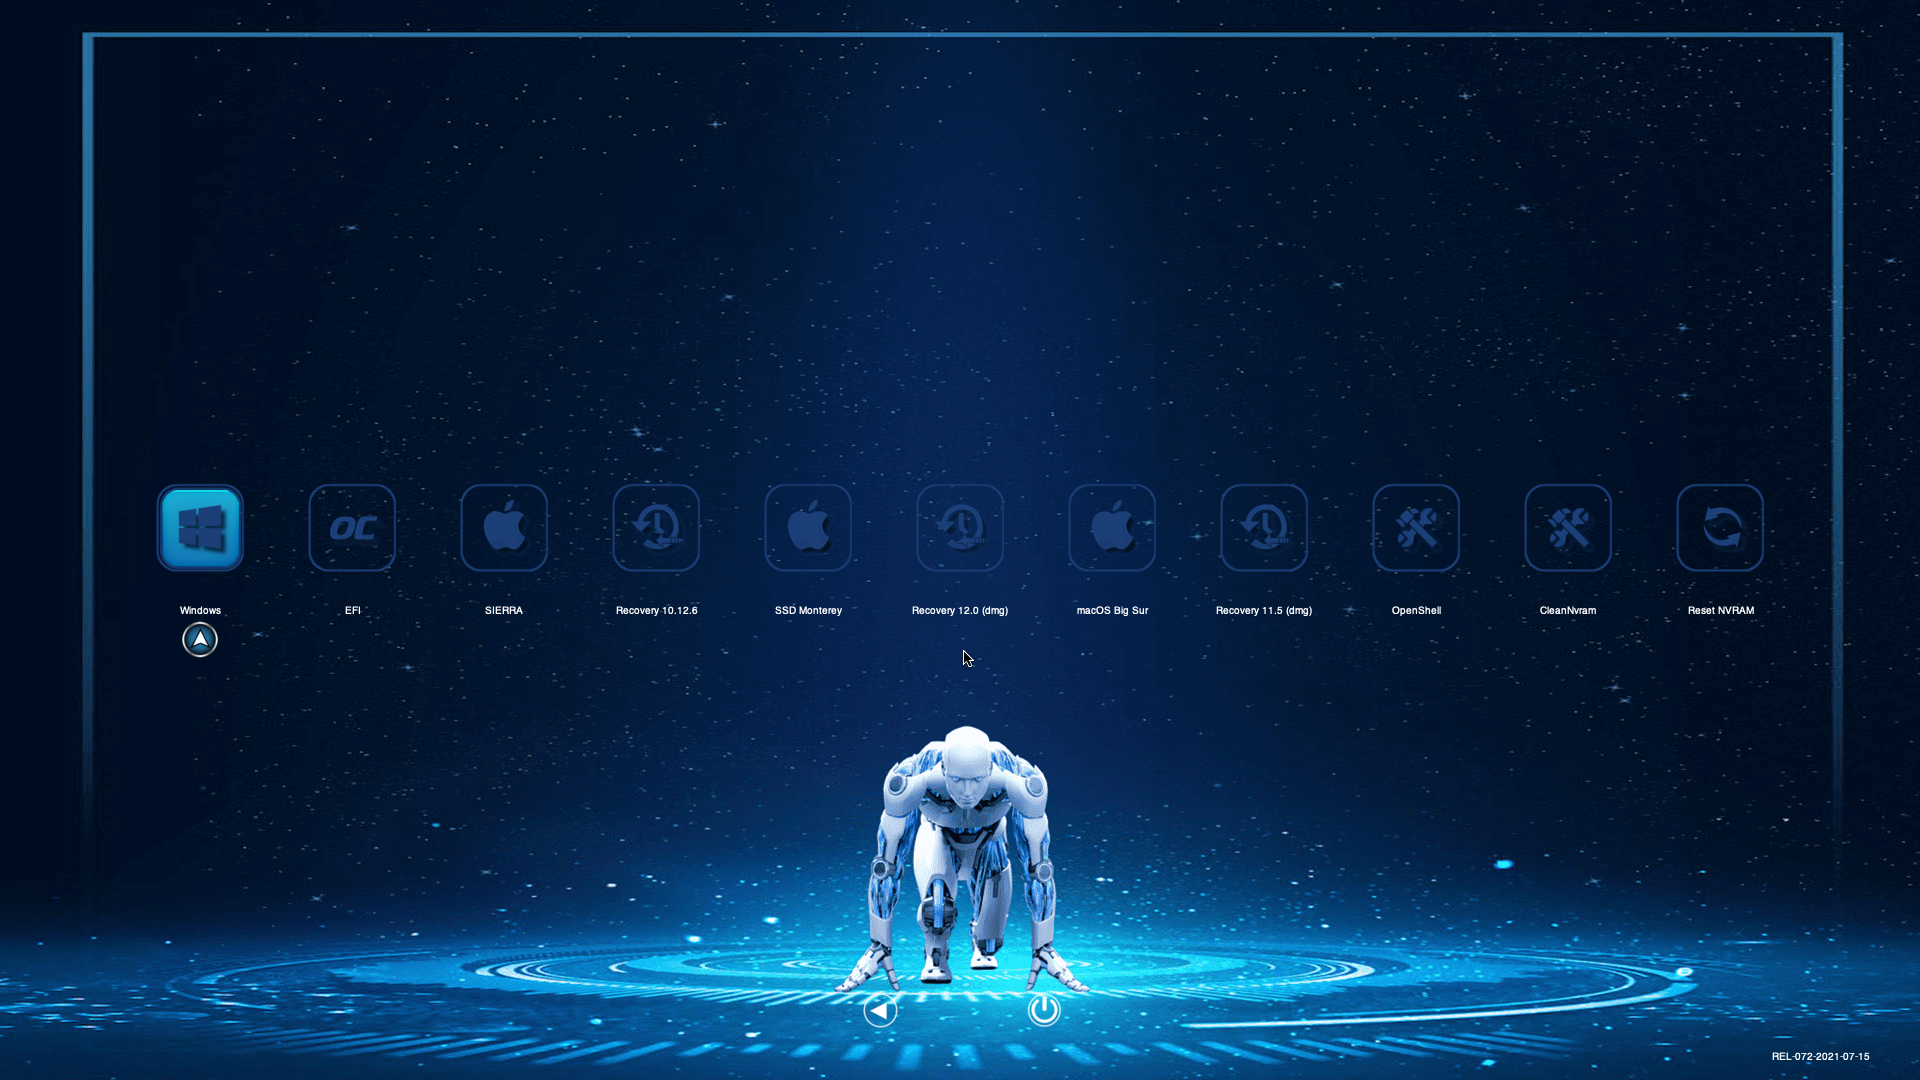 OC
Windows
EFI
SIERRA
Recovery 10.12.6
SSD Monterey
Recovery 12.0 (dmg)
macOS Big Sur
Recovery 11.5 (dmg)
OpenShell
CleanNvram
Reset NVRAM
REL-072-2021-07-15